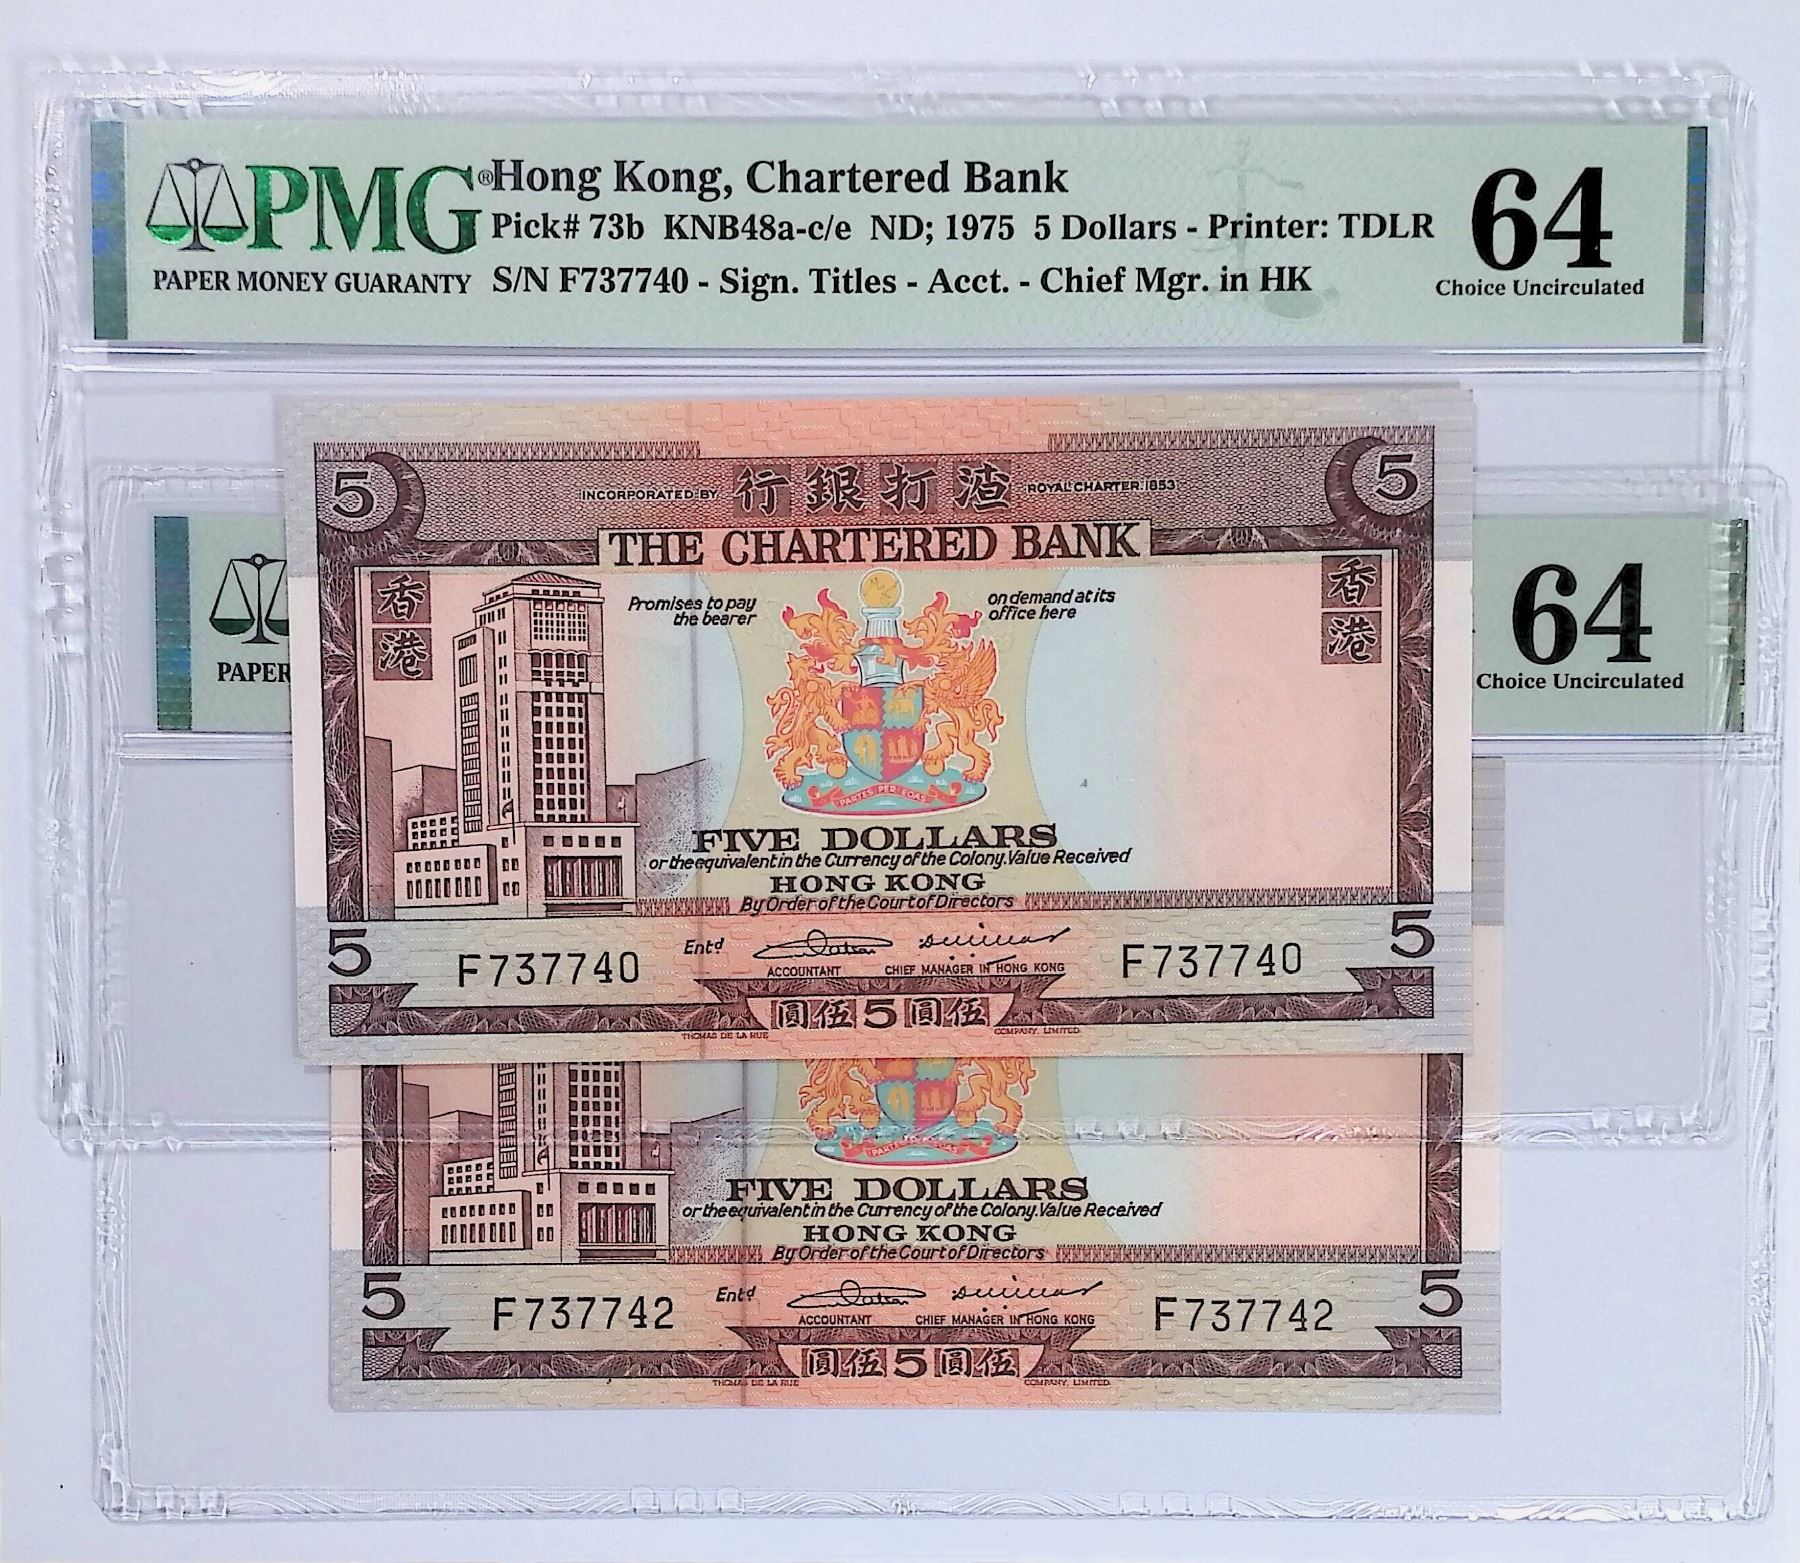 PMG® Hong Kong, Chartered Bank
Pick# 73b KNB48a-c/e ND; 1975 5 Dollars - Printer: TDLR
PAPER MONEY GUARANTY S/N F737740 - Sign. Titles - Acct. - Chief Mgr. in HK
64
Choice Uncirculated
5 INCORPORATED BY 行銀打渣 ROYAL CHARTER.1853 5
THE CHARTERED BANK
香港
香港
Promises to pay
the bearer
on demand at its
office here
PARTES PER EOAS
FIVE DOLLARS
or the equivalent in the Currency of the Colony. Value Received
HONG KONG
By Order of the Court of Directors
5 F737740 Entd F737740 5
ACCOUNTANT CHIEF MANAGER IN HONG KONG
圓伍5圓伍
THOMAS DE LA RUE COMPANY, LIMITED.
PAPER
64
Choice Uncirculated
FIVE DOLLARS
or the equivalent in the Currency of the Colony. Value Received
HONG KONG
By Order of the Court of Directors
5 F737742 Entd F737742 5
ACCOUNTANT CHIEF MANAGER IN HONG KONG
圓伍5圓伍
THOMAS DE LA RUE COMPANY, LIMITED.